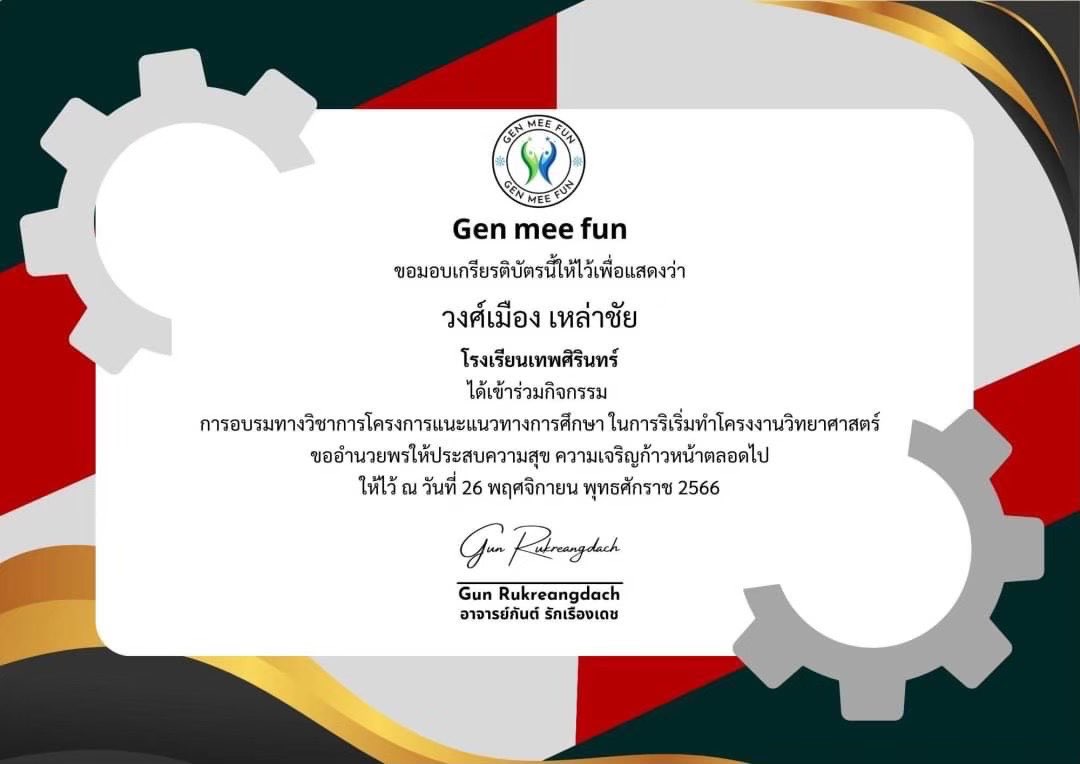 GEN MEE FUN
GEN MEE FUN
Gen mee fun
ขอมอบเกรียรติบัตรนี้ให้ไว้เพื่อแสดงว่า
วงศ์เมือง เหล่าชัย
โรงเรียนเทพศิรินทร์
ได้เข้าร่วมกิจกรรม
การอบรมทางวิชาการโครงการแนะแนวทางการศึกษา ในการริเริ่มทำโครงงานวิทยาศาสตร์
ขออำนวยพรให้ประสบความสุข ความเจริญก้าวหน้าตลอดไป
ให้ไว้ ณ วันที่ 26 พฤศจิกายน พุทธศักราช 2566
Gun Rukreangdach
Gun Rukreangdach
อาจารย์กันต์ รักเรืองเดช